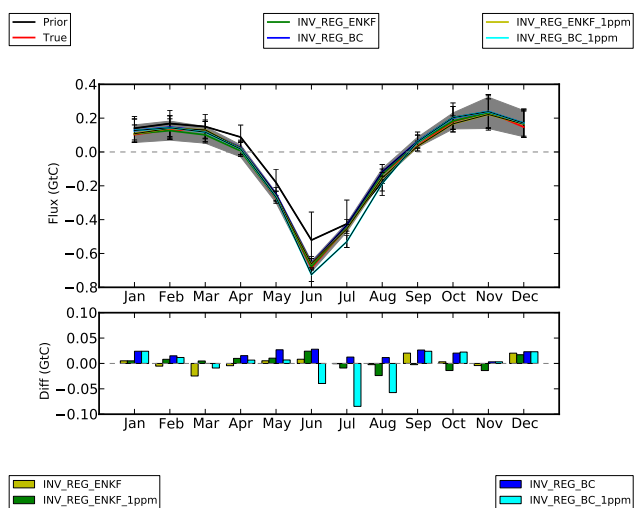 Prior
True
INV_REG_ENKF
INV_REG_BC
INV_REG_ENKF_1ppm
INV_REG_BC_1ppm
Flux (GtC)
0.4
0.2
0.0
−0.2
−0.4
−0.6
−0.8
Jan Feb Mar Apr May Jun Jul Aug Sep Oct Nov Dec
Diff (GtC)
0.10
0.05
0.00
−0.05
−0.10
Jan Feb Mar Apr May Jun Jul Aug Sep Oct Nov Dec
INV_REG_ENKF
INV_REG_ENKF_1ppm
INV_REG_BC
INV_REG_BC_1ppm